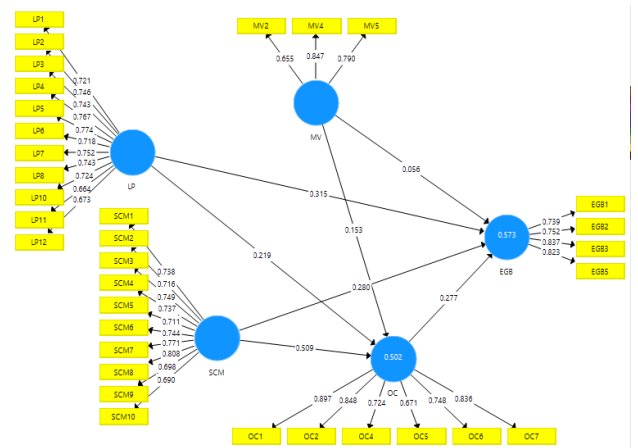 LP1
LP2
LP3
LP4
LP5
LP6
LP7
LP8
LP10
LP11
LP12
0.721
0.746
0.743
0.767
0.774
0.718
0.752
0.743
0.724
0.664
0.673
LP
MV2
MV4
MV5
0.655
0.847
0.790
MV
0.056
0.315
0.153
0.219
0.280
0.509
0.277
SCM1
SCM2
SCM3
SCM4
SCM5
SCM6
SCM7
SCM8
SCM9
SCM10
0.738
0.716
0.749
0.737
0.711
0.744
0.771
0.808
0.698
0.690
SCM
EGB1
EGB2
EGB3
EGB5
0.739
0.752
0.837
0.823
0.573
EGB
0.502
OC
0.897
0.848
0.724
0.671
0.748
0.836
OC1
OC2
OC4
OC5
OC6
OC7